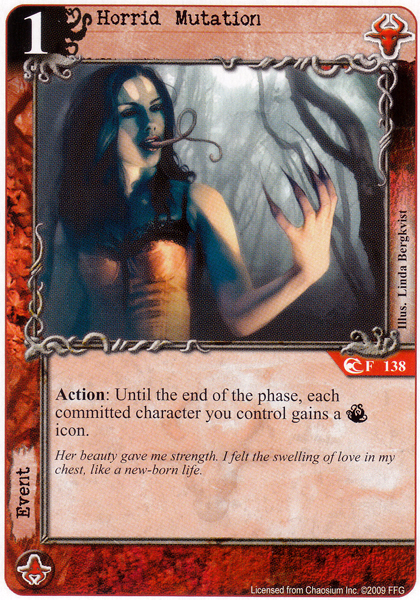 1
Horrid Mutation
Illus. Linda Bergkvist
F 138
Action: Until the end of the phase, each
committed character you control gains a
icon.
Her beauty gave me strength. I felt the swelling of love in my
chest, like a new-born life.
Event
Licensed from Chaosium Inc. ©2009 FFG